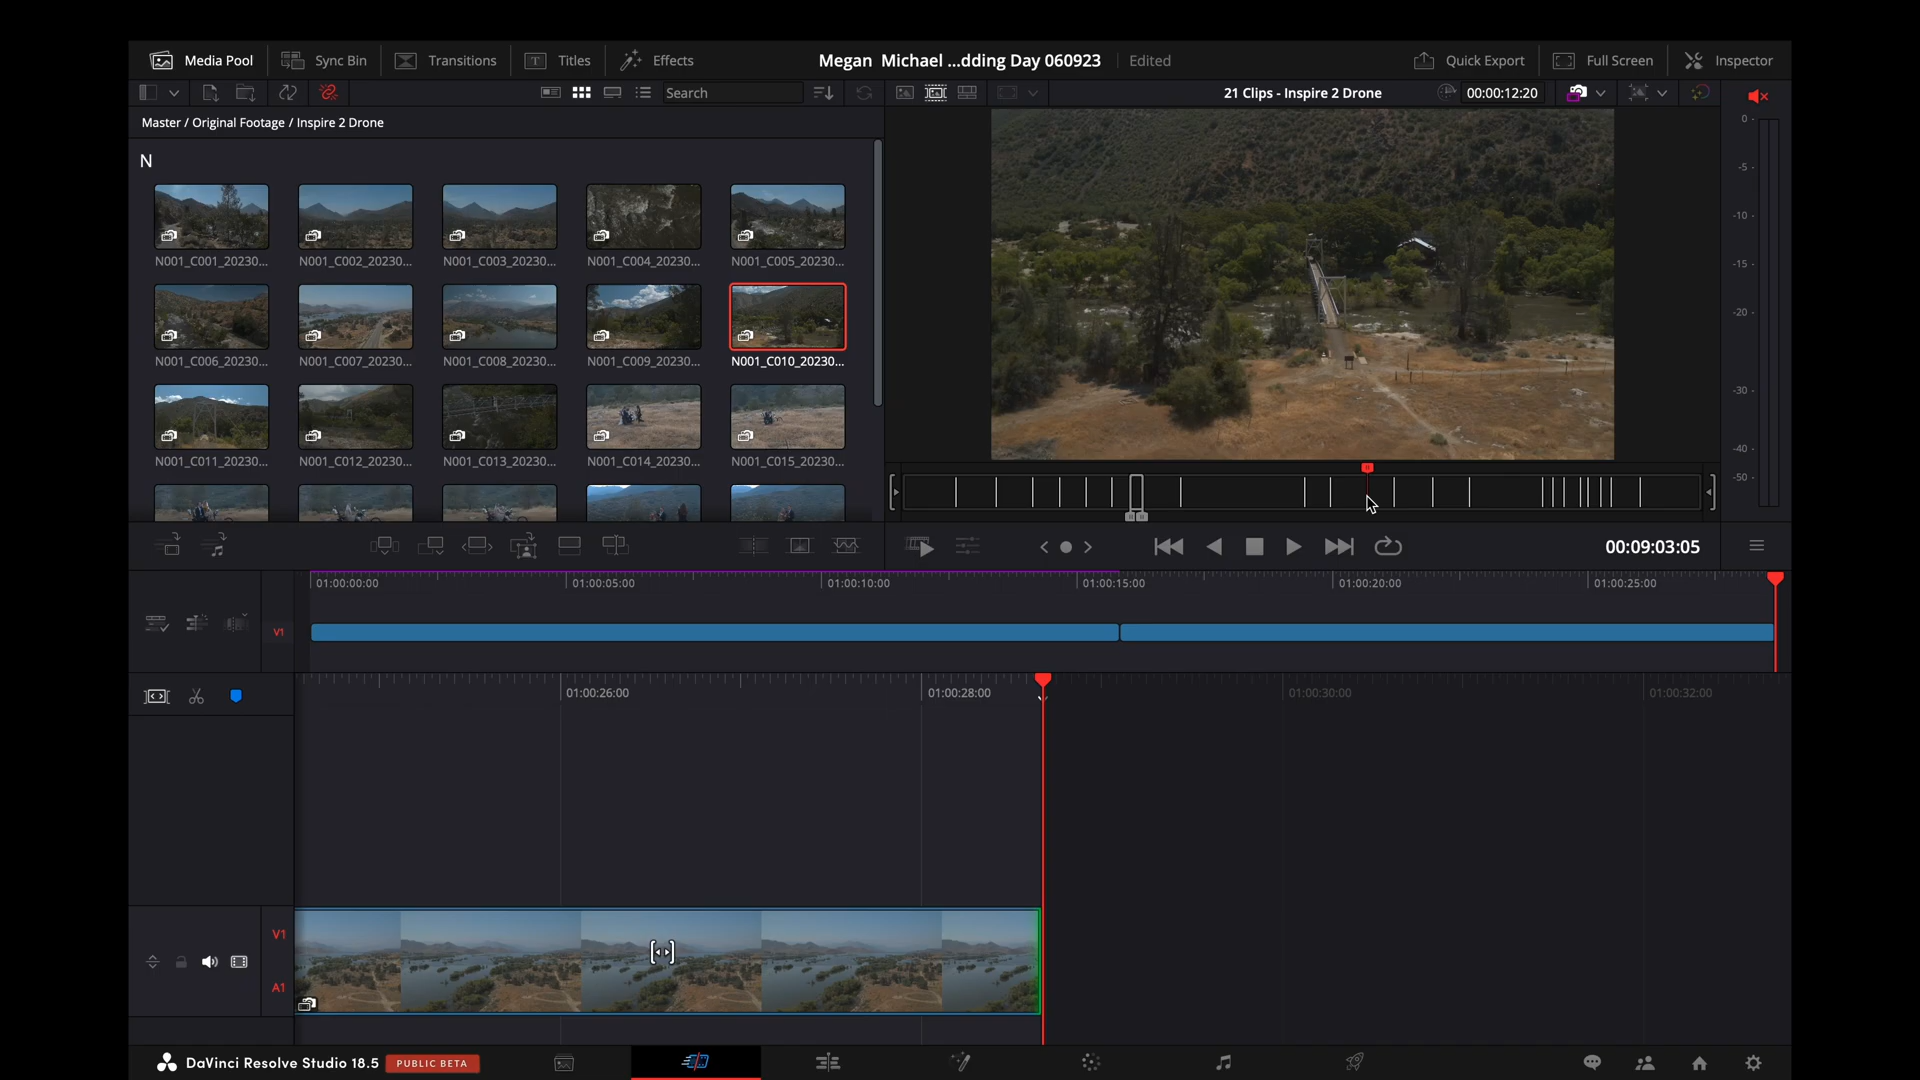 Media Pool
Sync Bin
Transitions
Titles
Effects
Megan Michael ...dding Day 060923
Edited
Quick Export
Full Screen
Inspector
Search
21 Clips - Inspire 2 Drone
00:00:12:20
Master / Original Footage / Inspire 2 Drone
N
N001_C001_20230...
N001_C002_20230...
N001_C003_20230...
N001_C004_20230...
N001_C005_20230...
N001_C006_20230...
N001_C007_20230...
N001_C008_20230...
N001_C009_20230...
N001_C010_20230...
N001_C011_20230...
N001_C012_20230...
N001_C013_20230...
N001_C014_20230...
N001_C015_20230...
0
-5
-10
-15
-20
-30
-40
-50
00:09:03:05
01:00:00:00
01:00:05:00
01:00:10:00
01:00:15:00
01:00:20:00
01:00:25:00
V1
01:00:26:00
01:00:28:00
01:00:30:00
01:00:32:00
V1
A1
DaVinci Resolve Studio 18.5
PUBLIC BETA